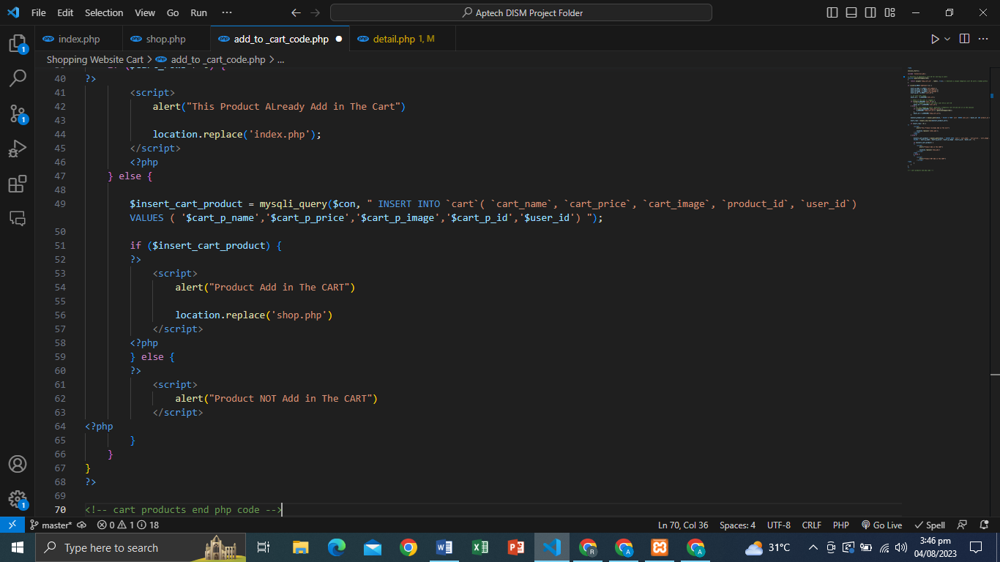 File Edit Selection View Go Run ··· Aptech DISM Project Folder
index.php shop.php add_to _cart_code.php detail.php 1, M
Shopping Website Cart > add_to _cart_code.php > ...
40 ?>
41 <script>
42 alert("This Product ALready Add in The Cart")
43
44 location.replace('index.php');
45 </script>
46 <?php
47 } else {
48
49 $insert_cart_product = mysqli_query($con, " INSERT INTO `cart`( `cart_name`, `cart_price`, `cart_image`, `product_id`, `user_id`)
VALUES ( '$cart_p_name','$cart_p_price','$cart_p_image','$cart_p_id','$user_id') ");
50
51 if ($insert_cart_product) {
52 ?>
53 <script>
54 alert("Product Add in The CART")
55
56 location.replace('shop.php')
57 </script>
58 <?php
59 } else {
60 ?>
61 <script>
62 alert("Product NOT Add in The CART")
63 </script>
64 <?php
65 }
66 }
67 }
68 ?>
69
70 <!-- cart products end php code -->
master* 0 1 18 Ln 70, Col 36 Spaces: 4 UTF-8 CRLF PHP Go Live Spell
Type here to search 31°C 3:46 pm
04/08/2023